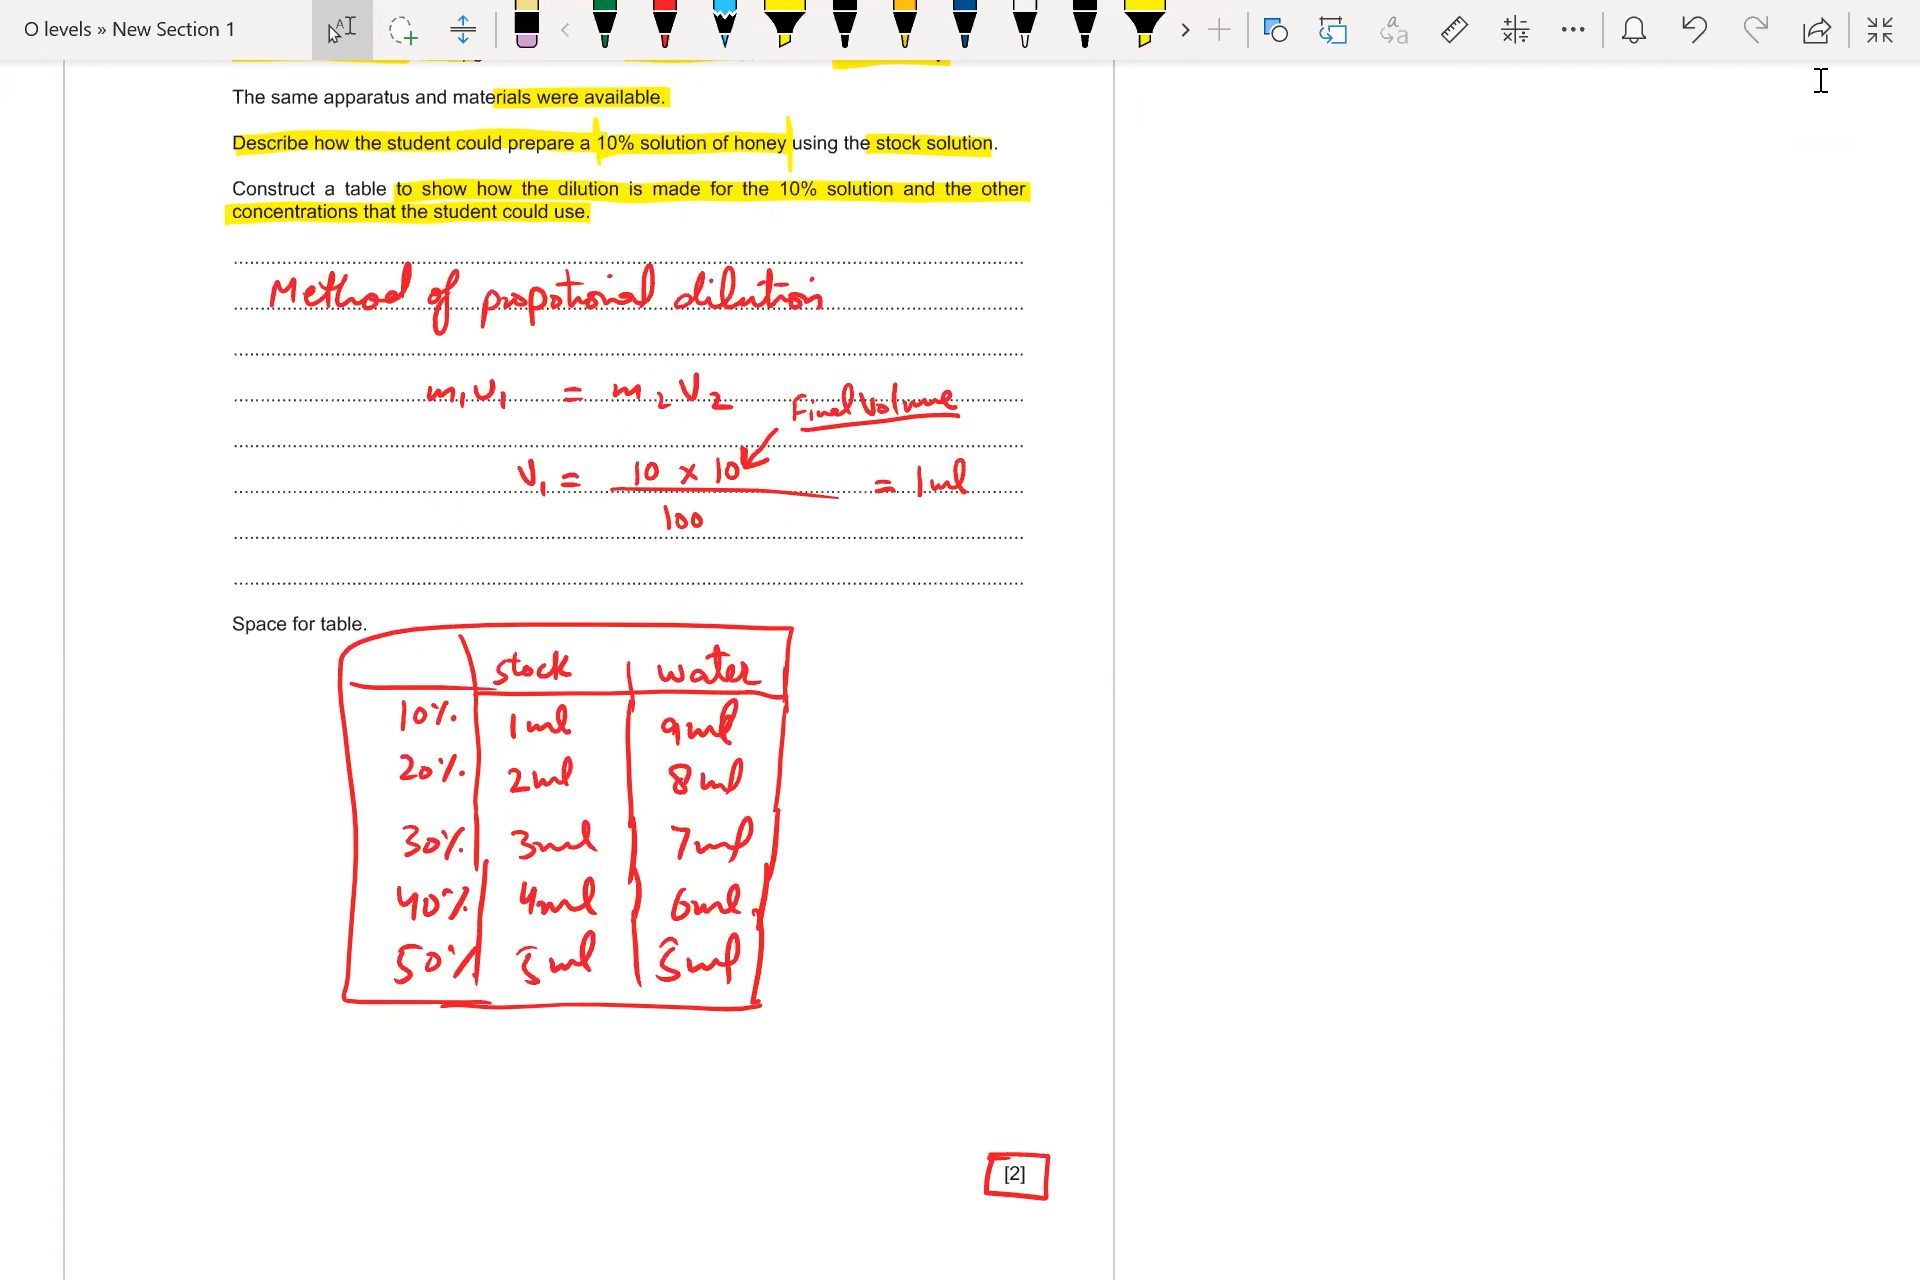 O levels » New Section 1
The same apparatus and materials were available.
Describe how the student could prepare a 10% solution of honey using the stock solution.
Construct a table to show how the dilution is made for the 10% solution and the other
concentrations that the student could use.
Method of propotional dilution
m₁v₁ = m₂V₂
Final Volume
V₁ = 10 x 10 / 100 = 1ml
Space for table.
stock water
10% 1ml 9ml
20% 2ml 8ml
30% 3ml 7ml
40% 4ml 6ml
50% 5ml 5ml
[2]